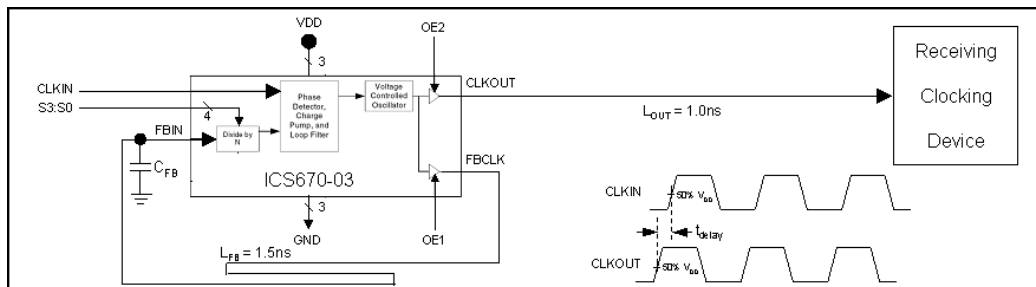 VDD
OE2
3
CLKIN
S3:S0
4
FBIN
Divide by
N
Phase
Detector,
Charge
Pump, and
Loop Filter
Voltage
Controlled
Oscillator
CLKOUT
FBCLK
C_FB
ICS670-03
3
GND
OE1
L_FB = 1.5ns
L_OUT = 1.0ns
Receiving
Clocking
Device
CLKIN
50% V_DD
t_delay
CLKOUT
50% V_DD